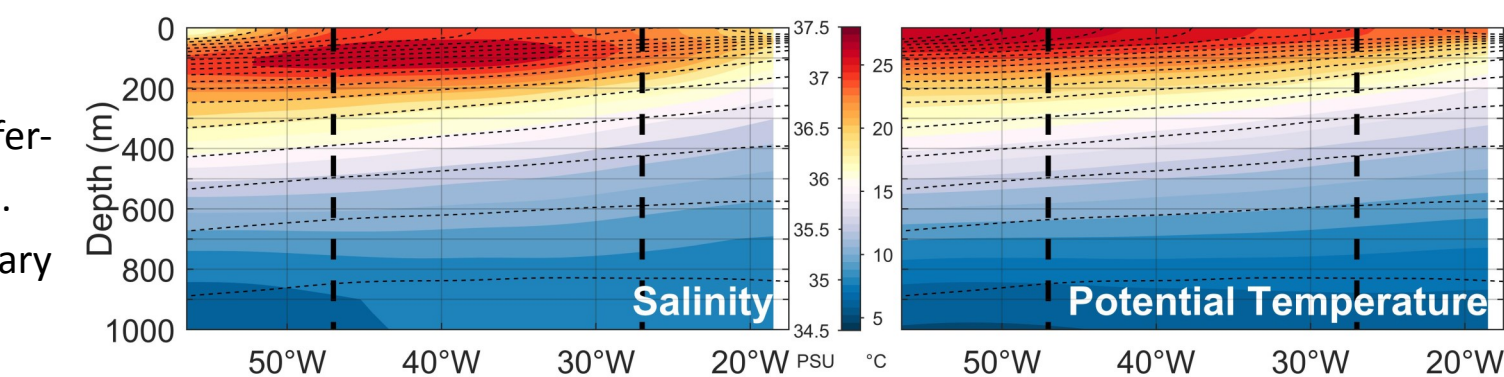 fer-
.
ary
Depth (m)
0
200
400
600
800
1000
Salinity
50°W 40°W 30°W 20°W
37.5
37
36.5
36
35.5
35
34.5
PSU
25
20
15
10
5
°C
Potential Temperature
50°W 40°W 30°W 20°W